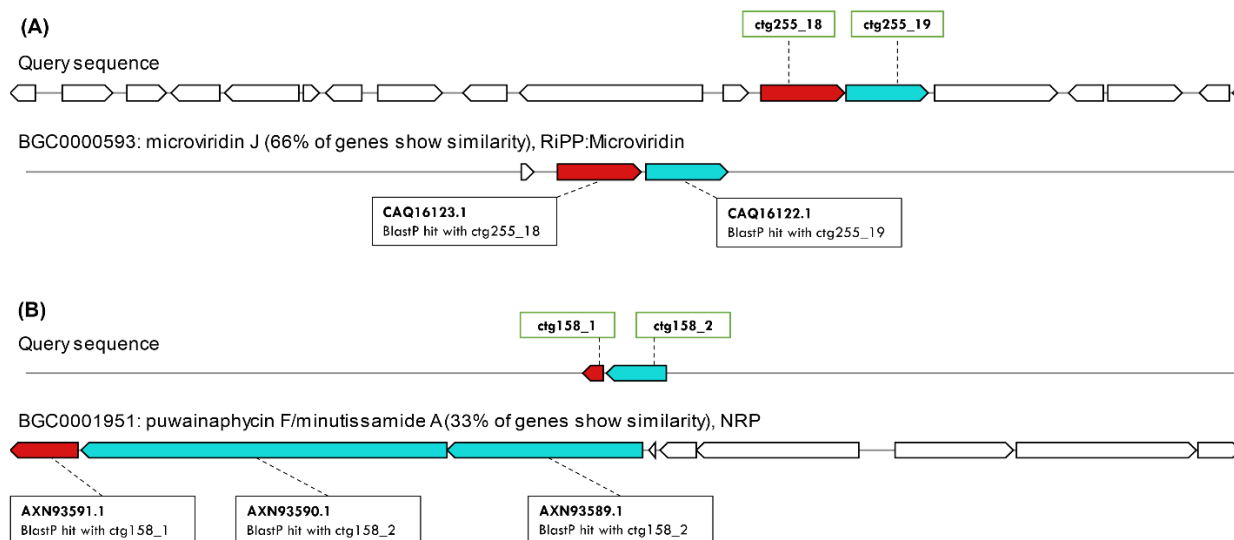 (A)
ctg255_18
ctg255_19
Query sequence
BGC0000593: microviridin J (66% of genes show similarity), RiPP:Microviridin
CAQ16123.1
BlastP hit with ctg255_18
CAQ16122.1
BlastP hit with ctg255_19
(B)
ctg158_1
ctg158_2
Query sequence
BGC0001951: puwainaphycin F/minutissamide A (33% of genes show similarity), NRP
AXN93591.1
BlastP hit with ctg158_1
AXN93590.1
BlastP hit with ctg158_2
AXN93589.1
BlastP hit with ctg158_2